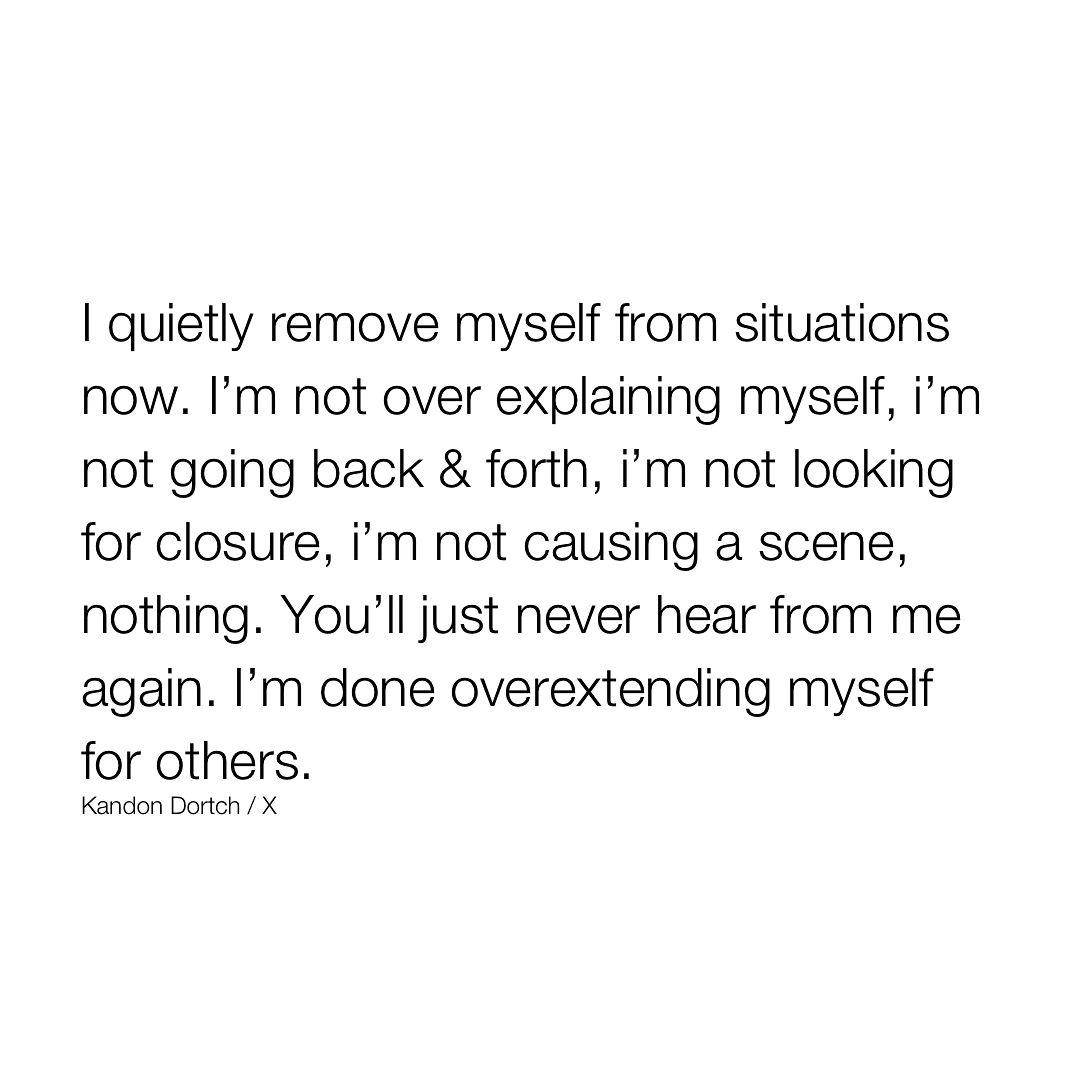 I quietly remove myself from situations
now. I’m not over explaining myself, i’m
not going back & forth, i’m not looking
for closure, i’m not causing a scene,
nothing. You’ll just never hear from me
again. I’m done overextending myself
for others.
Kandon Dortch / X